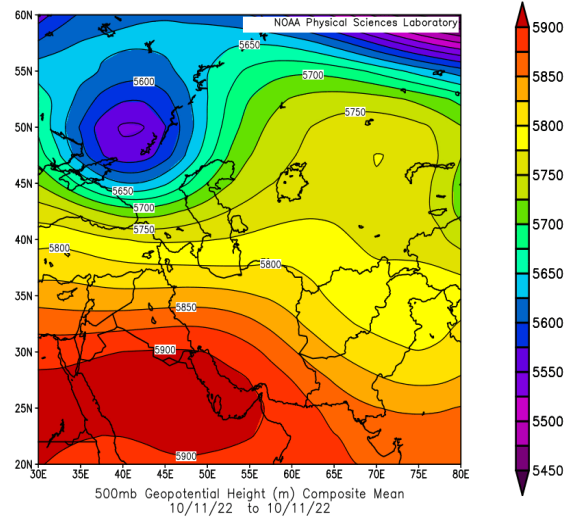 NOAA Physical Sciences Laboratory
60N
55N
50N
45N
40N
35N
30N
25N
20N
30E
35E
40E
45E
50E
55E
60E
65E
70E
75E
80E
5650
5600
5700
5750
5650
5700
5750
5800
5800
5850
5900
5900
500mb Geopotential Height (m) Composite Mean
10/11/22 to 10/11/22
5900
5850
5800
5750
5700
5650
5600
5550
5500
5450